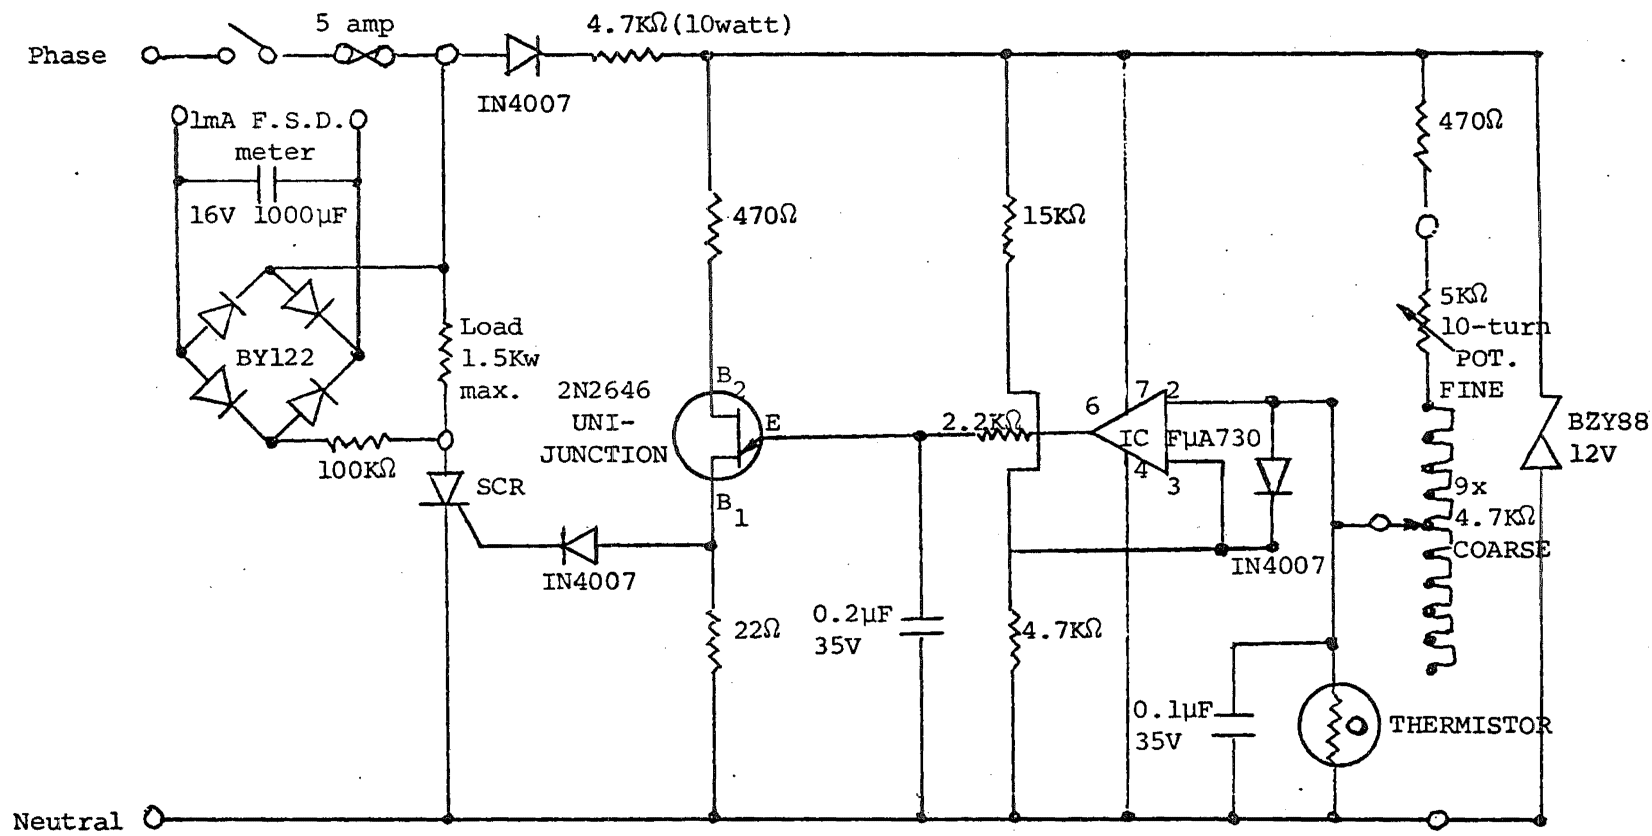 5 amp
4.7KΩ(10watt)
Phase
IN4007
1mA F.S.D.
meter
16V 1000µF
470Ω
470Ω
15KΩ
5KΩ
10-turn
POT.
FINE
Load
1.5Kw
max.
BY122
2N2646
UNI-
JUNCTION
B2
E
B1
2.2KΩ
6
7
2
IC FµA730
4
3
BZY88
12V
9x
4.7KΩ
COARSE
100KΩ
SCR
IN4007
IN4007
22Ω
0.2µF
35V
4.7KΩ
0.1µF
35V
THERMISTOR
Neutral